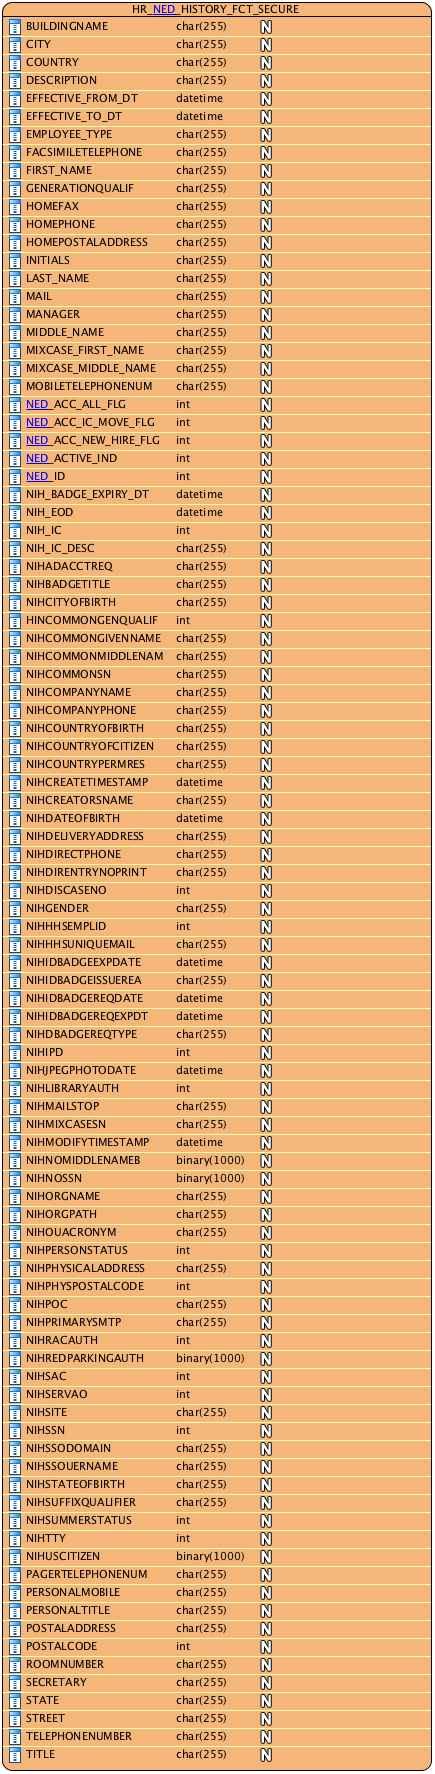 HR_NED_HISTORY_FCT_SECURE
BUILDINGNAME char(255) N
CITY char(255) N
COUNTRY char(255) N
DESCRIPTION char(255) N
EFFECTIVE_FROM_DT datetime N
EFFECTIVE_TO_DT datetime N
EMPLOYEE_TYPE char(255) N
FACSIMILETELEPHONE char(255) N
FIRST_NAME char(255) N
GENERATIONQUALIF char(255) N
HOMEFAX char(255) N
HOMEPHONE char(255) N
HOMEPOSTALADDRESS char(255) N
INITIALS char(255) N
LAST_NAME char(255) N
MAIL char(255) N
MANAGER char(255) N
MIDDLE_NAME char(255) N
MIXCASE_FIRST_NAME char(255) N
MIXCASE_MIDDLE_NAME char(255) N
MOBILETELEPHONENUM char(255) N
NED_ACC_ALL_FLG int N
NED_ACC_IC_MOVE_FLG int N
NED_ACC_NEW_HIRE_FLG int N
NED_ACTIVE_IND int N
NED_ID int N
NIH_BADGE_EXPIRY_DT datetime N
NIH_EOD datetime N
NIH_IC int N
NIH_IC_DESC char(255) N
NIHADACCTREQ char(255) N
NIHBADGETITLE char(255) N
NIHCITYOFBIRTH char(255) N
HINCOMMONGENQUALIF int N
NIHCOMMONGIVENNAME char(255) N
NIHCOMMONMIDDLENAM char(255) N
NIHCOMMONSN char(255) N
NIHCOMPANYNAME char(255) N
NIHCOMPANYPHONE char(255) N
NIHCOUNTRYOFBIRTH char(255) N
NIHCOUNTRYOFCITIZEN char(255) N
NIHCOUNTRYPERMRES char(255) N
NIHCREATETIMESTAMP datetime N
NIHCREATORSNAME char(255) N
NIHDATEOFBIRTH datetime N
NIHDELIVERYADDRESS char(255) N
NIHDIRECTPHONE char(255) N
NIHDIRENTRYNOPRINT char(255) N
NIHDISCASENO int N
NIHGENDER char(255) N
NIHHHSEMPLID int N
NIHHHSUNIQUEMAIL char(255) N
NIHIDBADGEEXPDATE datetime N
NIHIDBADGEISSUEREA char(255) N
NIHIDBADGEREQDATE datetime N
NIHIDBADGEREQEXPDT datetime N
NIHDBADGEREQTYPE char(255) N
NIHIPD int N
NIHJPEGPHOTODATE datetime N
NIHLIBRARYAUTH int N
NIHMAILSTOP char(255) N
NIHMIXCASESN char(255) N
NIHMODIFYTIMESTAMP datetime N
NIHNOMIDDLENAMEB binary(1000) N
NIHNOSSN binary(1000) N
NIHORGNAME char(255) N
NIHORGPATH char(255) N
NIHOUACRONYM char(255) N
NIHPERSONSTATUS int N
NIHPHYSICALADDRESS char(255) N
NIHPHYSPOSTALCODE int N
NIHPOC char(255) N
NIHPRIMARYSMTP char(255) N
NIHRACAUTH int N
NIHREDPARKINGAUTH binary(1000) N
NIHSAC int N
NIHSERVAO int N
NIHSITE char(255) N
NIHSSN int N
NIHSSODOMAIN char(255) N
NIHSSOUERNAME char(255) N
NIHSTATEOFBIRTH char(255) N
NIHSUFFIXQUALIFIER char(255) N
NIHSUMMERSTATUS int N
NIHTTY int N
NIHUSCITIZEN binary(1000) N
PAGERTELEPHONENUM char(255) N
PERSONALMOBILE char(255) N
PERSONALTITLE char(255) N
POSTALADDRESS char(255) N
POSTALCODE int N
ROOMNUMBER char(255) N
SECRETARY char(255) N
STATE char(255) N
STREET char(255) N
TELEPHONENUMBER char(255) N
TITLE char(255) N